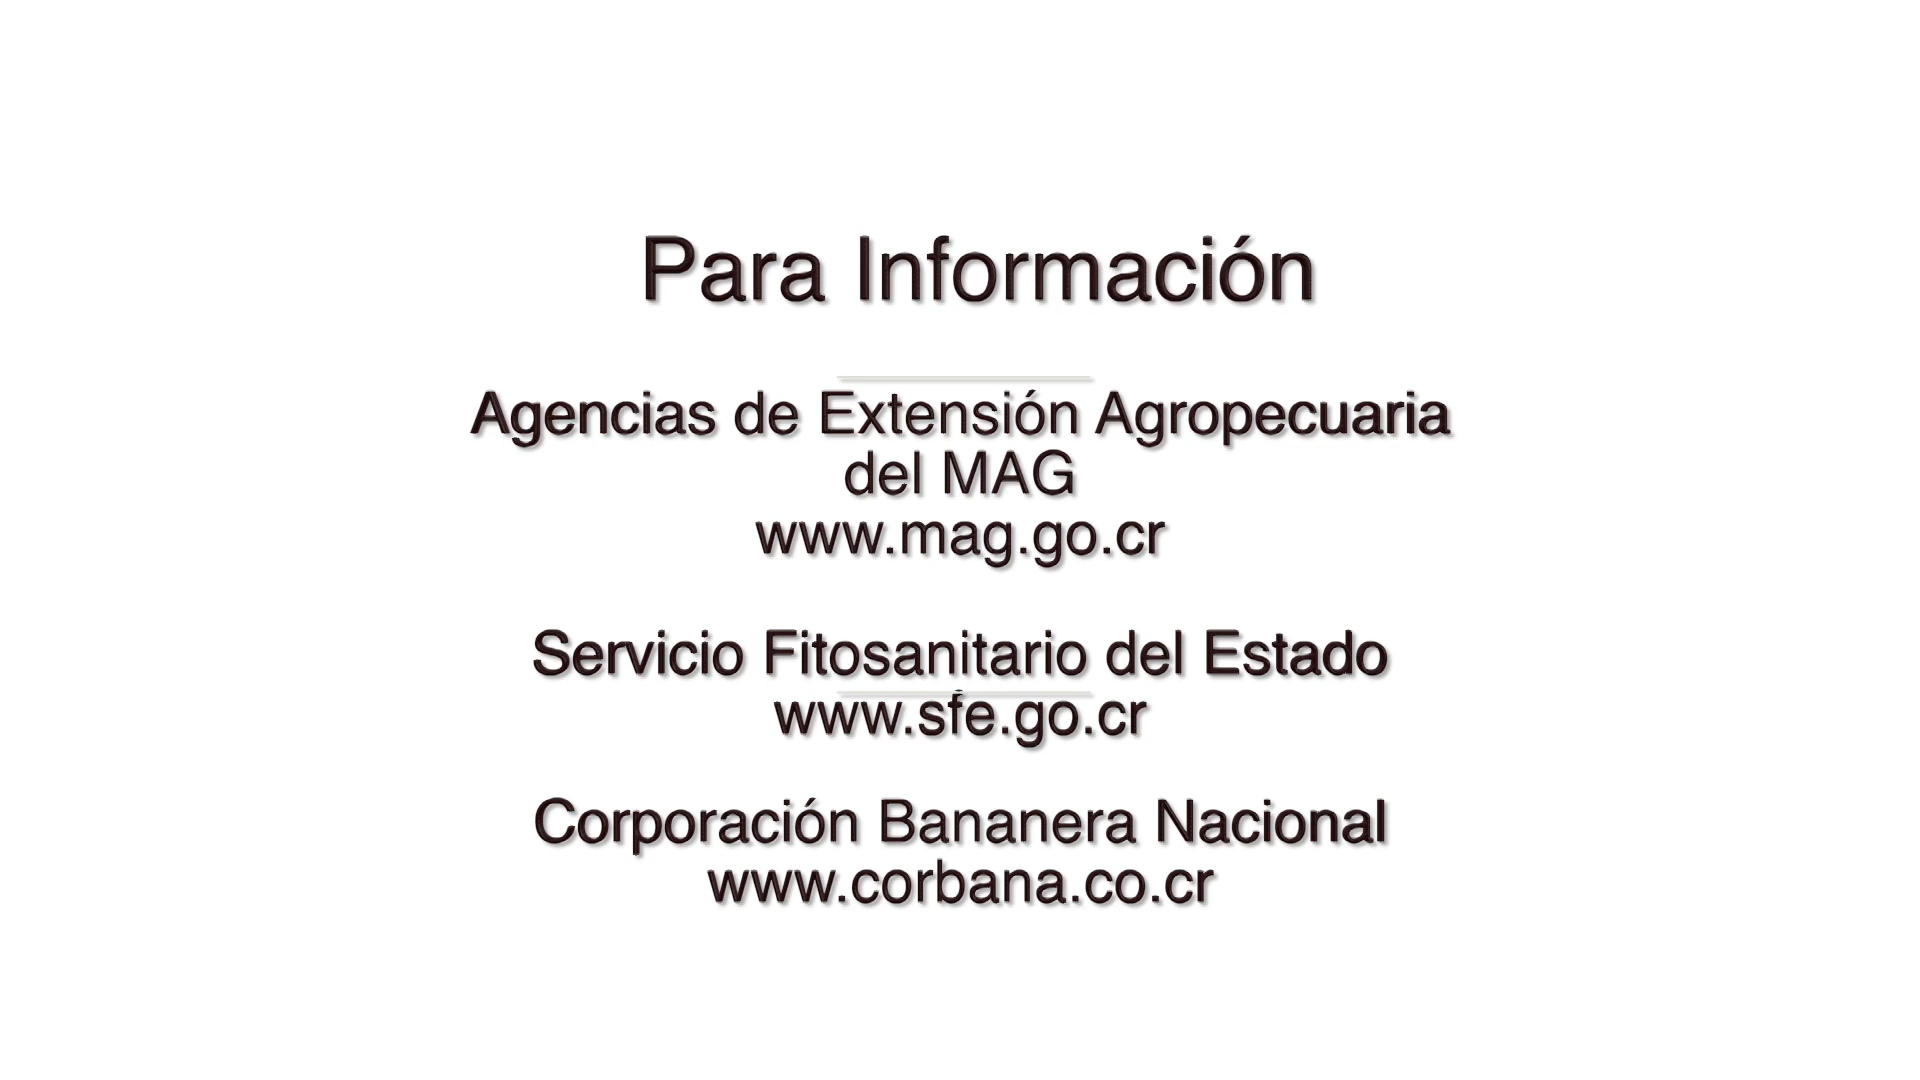 Para Información
Agencias de Extensión Agropecuaria
del MAG
www.mag.go.cr
Servicio Fitosanitario del Estado
www.sfe.go.cr
Corporación Bananera Nacional
www.corbana.co.cr